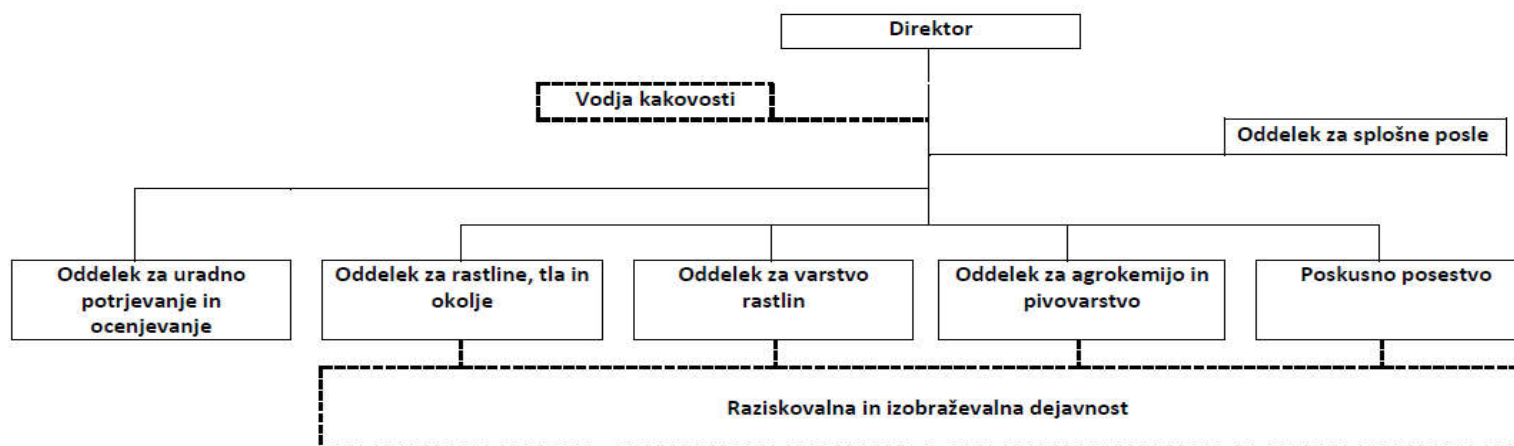 Direktor
Vodja kakovosti
Oddelek za splošne posle
Oddelek za uradno
potrjevanje in
ocenjevanje
Oddelek za rastline, tla in
okolje
Oddelek za varstvo
rastlin
Oddelek za agrokemijo in
pivovarstvo
Poskusno posestvo
Raziskovalna in izobraževalna dejavnost